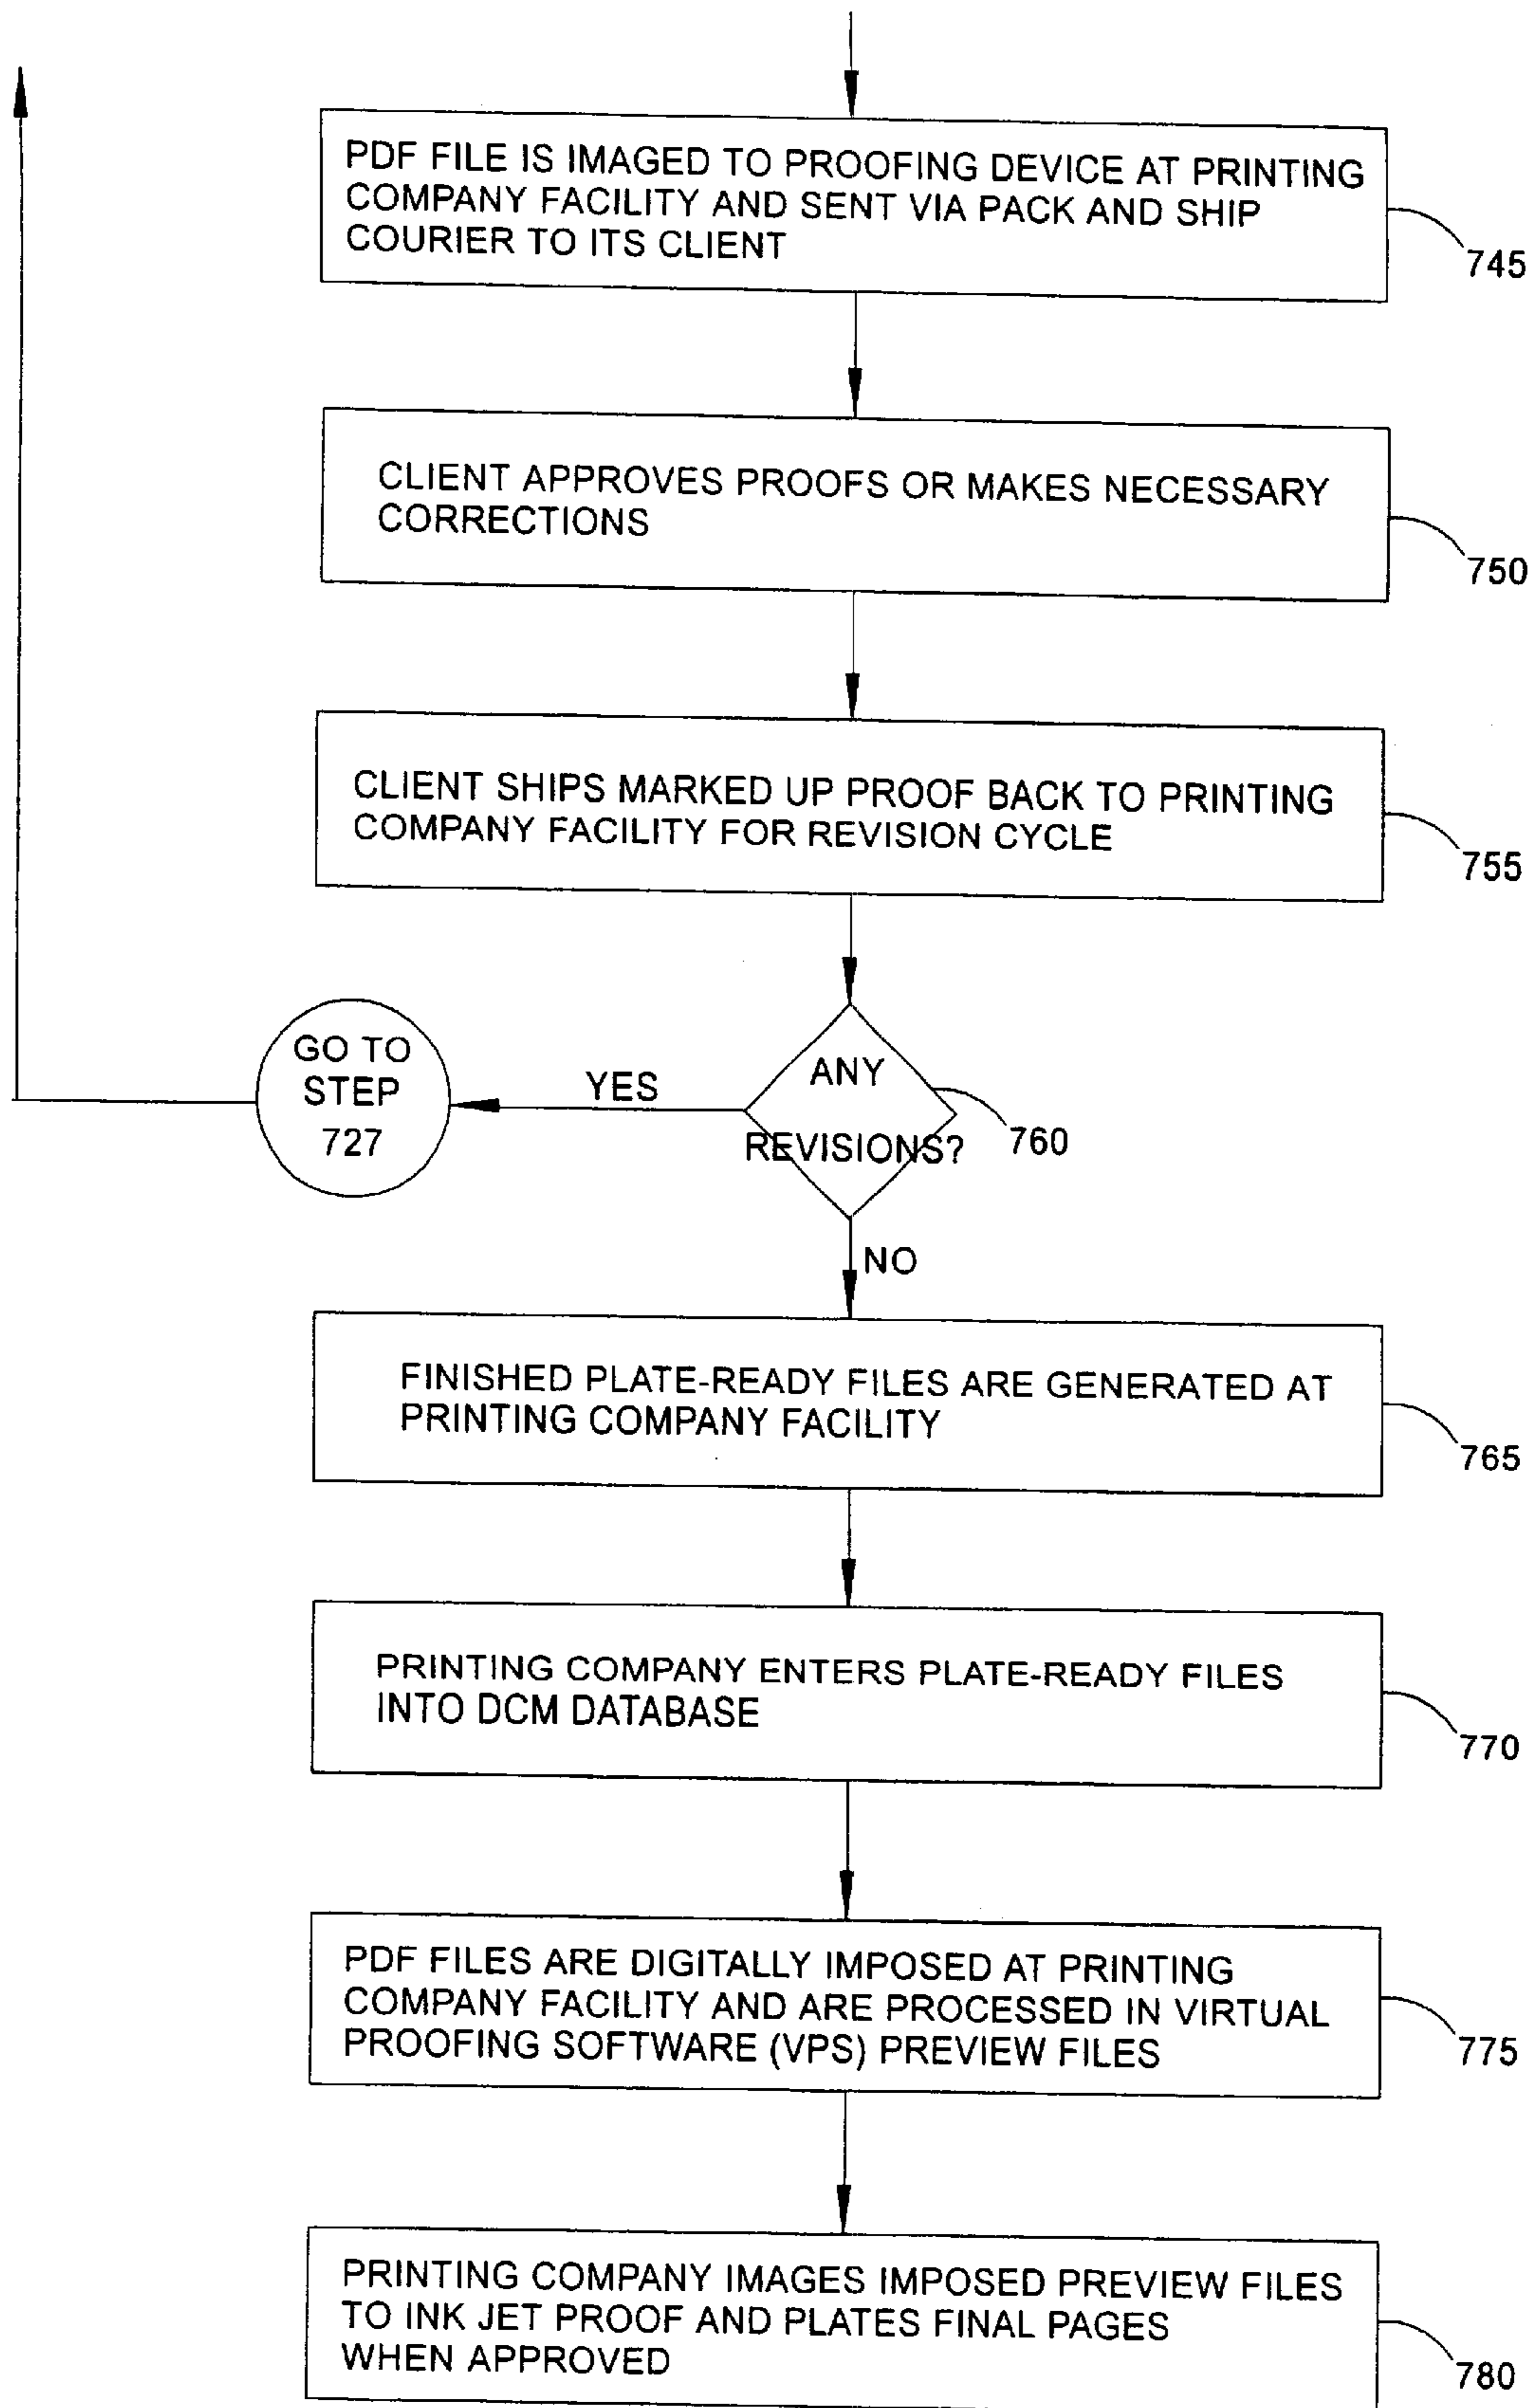 PDF FILE IS IMAGED TO PROOFING DEVICE AT PRINTING
COMPANY FACILITY AND SENT VIA PACK AND SHIP
COURIER TO ITS CLIENT
745
CLIENT APPROVES PROOFS OR MAKES NECESSARY
CORRECTIONS
750
CLIENT SHIPS MARKED UP PROOF BACK TO PRINTING
COMPANY FACILITY FOR REVISION CYCLE
755
GO TO
STEP
727
YES
ANY
REVISIONS?
760
NO
FINISHED PLATE-READY FILES ARE GENERATED AT
PRINTING COMPANY FACILITY
765
PRINTING COMPANY ENTERS PLATE-READY FILES
INTO DCM DATABASE
770
PDF FILES ARE DIGITALLY IMPOSED AT PRINTING
COMPANY FACILITY AND ARE PROCESSED IN VIRTUAL
PROOFING SOFTWARE (VPS) PREVIEW FILES
775
PRINTING COMPANY IMAGES IMPOSED PREVIEW FILES
TO INK JET PROOF AND PLATES FINAL PAGES
WHEN APPROVED
780